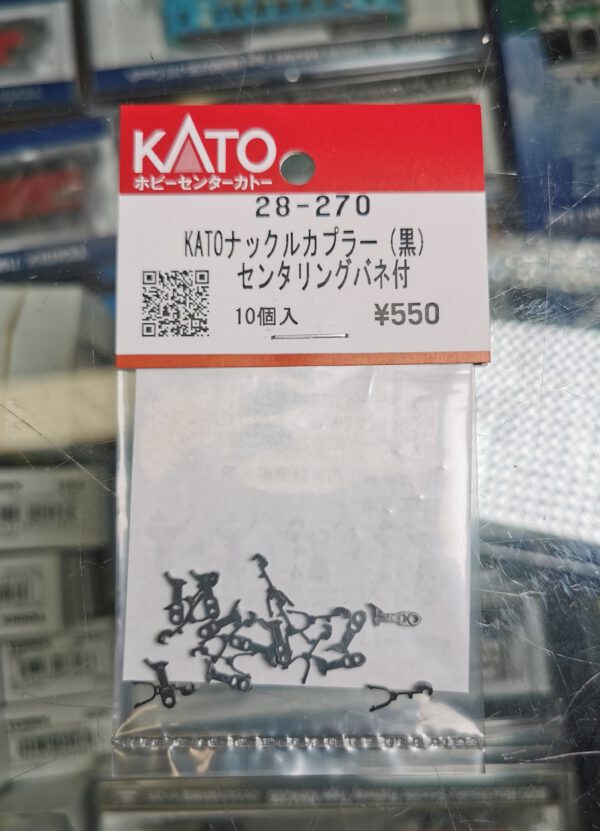 KATO
ホビーセンターカトー
28-270
KATOナックルカプラー（黒）
センタリングバネ付
10個入 ¥550